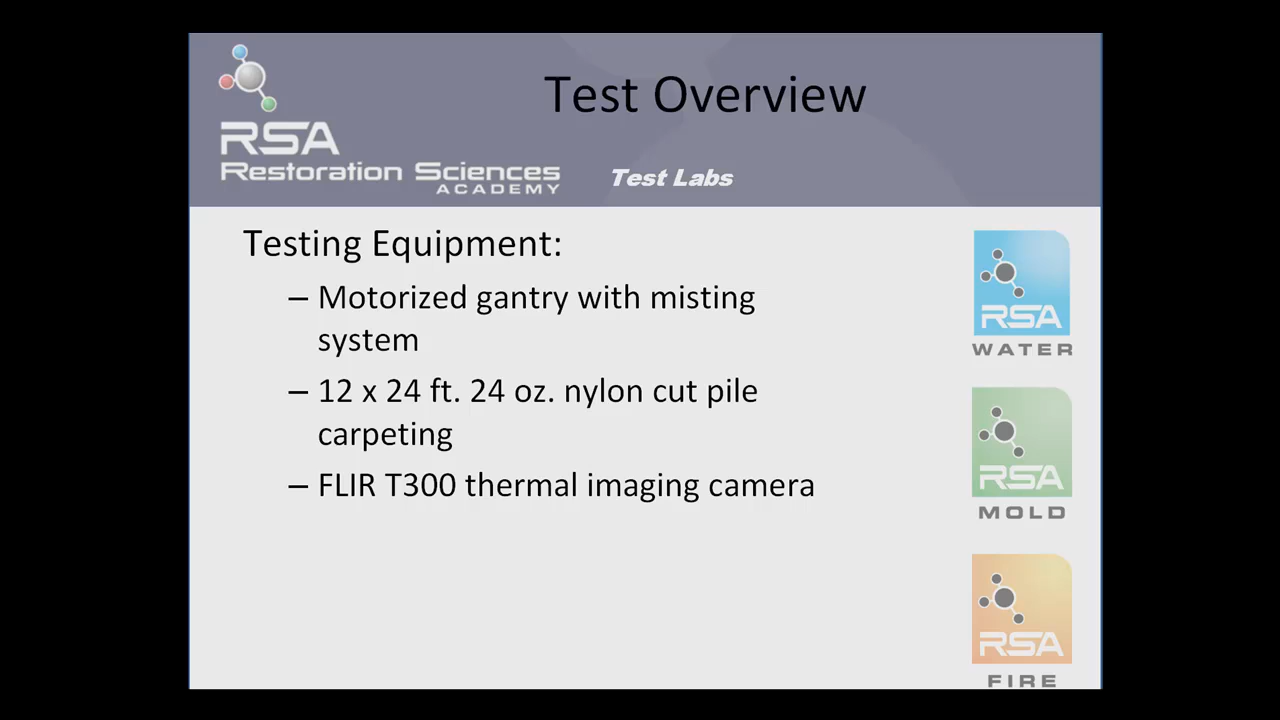 Test Overview
RSA
Restoration Sciences
ACADEMY
Test Labs
Testing Equipment:
– Motorized gantry with misting
system
– 12 x 24 ft. 24 oz. nylon cut pile
carpeting
– FLIR T300 thermal imaging camera
RSA
WATER
RSA
MOLD
RSA
FIRE